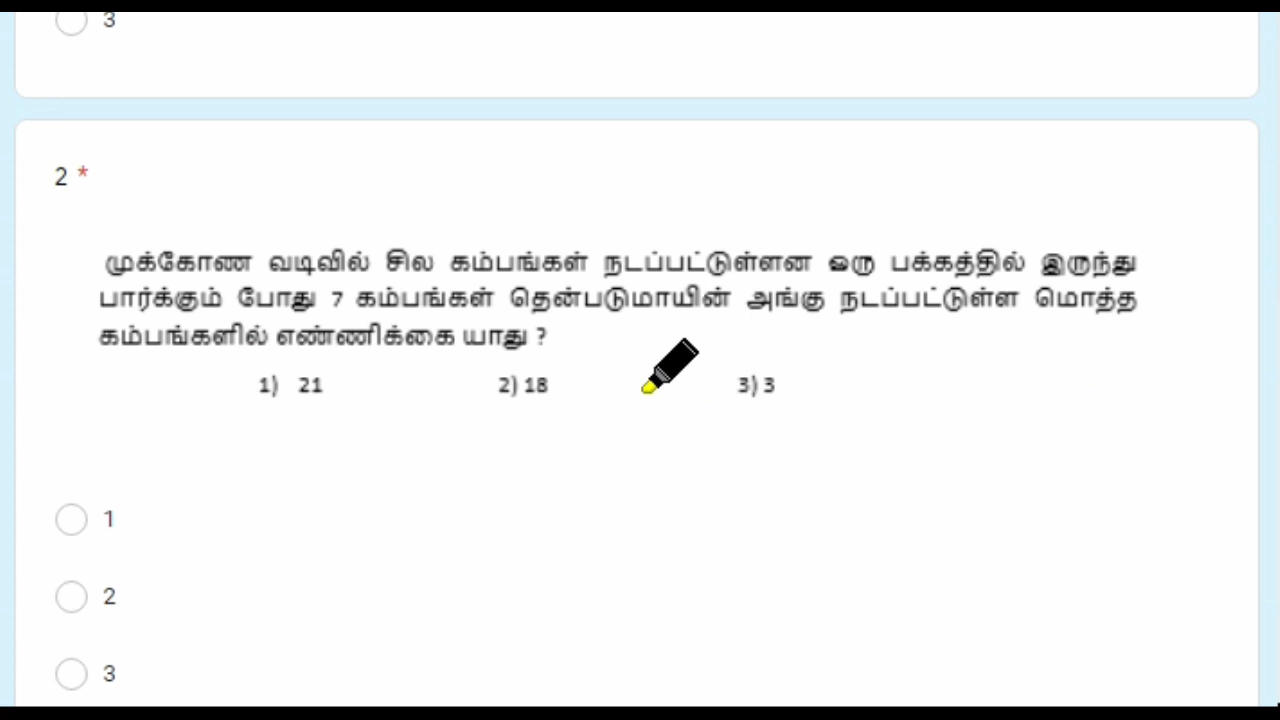 3
2 *
முக்கோண வடிவில் சில கம்பங்கள் நடப்பட்டுள்ளன ஒரு பக்கத்தில் இருந்து
பார்க்கும் போது 7 கம்பங்கள் தென்படுமாயின் அங்கு நடப்பட்டுள்ள மொத்த
கம்பங்களில் எண்ணிக்கை யாது ?
1) 21 2) 18 3) 3
1
2
3